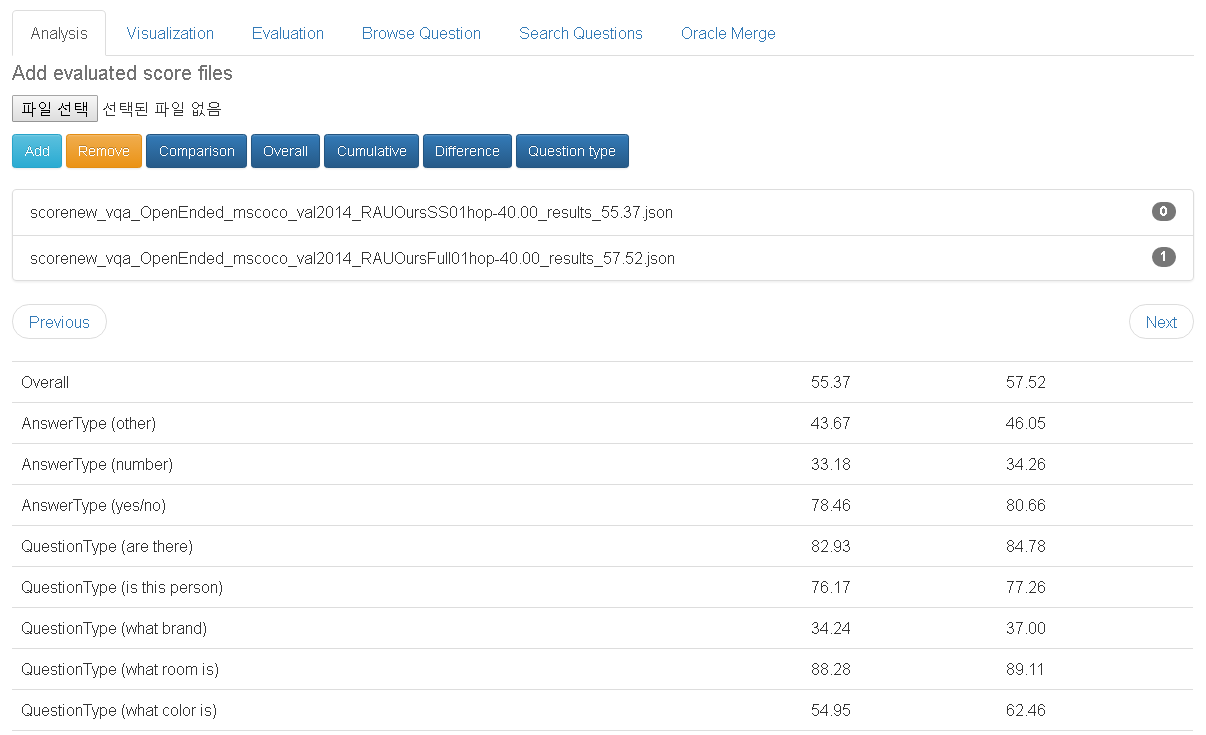 Analysis Visualization Evaluation Browse Question Search Questions Oracle Merge
Add evaluated score files
파일 선택 선택된 파일 없음
Add Remove Comparison Overall Cumulative Difference Question type
scorenew_vqa_OpenEnded_mscoco_val2014_RAUOursSS01hop-40.00_results_55.37.json 0
scorenew_vqa_OpenEnded_mscoco_val2014_RAUOursFull01hop-40.00_results_57.52.json 1
Previous Next
Overall 55.37 57.52
AnswerType (other) 43.67 46.05
AnswerType (number) 33.18 34.26
AnswerType (yes/no) 78.46 80.66
QuestionType (are there) 82.93 84.78
QuestionType (is this person) 76.17 77.26
QuestionType (what brand) 34.24 37.00
QuestionType (what room is) 88.28 89.11
QuestionType (what color is) 54.95 62.46